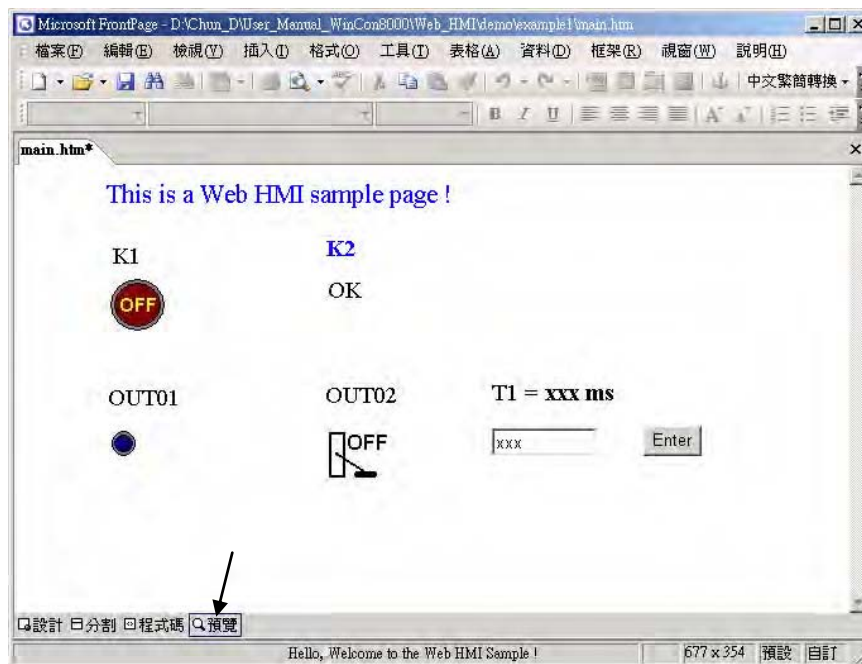 Microsoft FrontPage - D:\Chun_D\User_Manual_WinCon8000\Web_HMI\demo\example1\main.htm
檔案(F) 編輯(E) 檢視(V) 插入(I) 格式(O) 工具(T) 表格(A) 資料(D) 框架(R) 視窗(W) 說明(H)
中文繁簡轉換
B I U A A
main.htm*
This is a Web HMI sample page !
K1 K2
OFF OK
OUT01 OUT02 T1 = xxx ms
OFF xxx Enter
設計 分割 程式碼 預覽
Hello, Welcome to the Web HMI Sample ! 677 x 354 預設 自訂